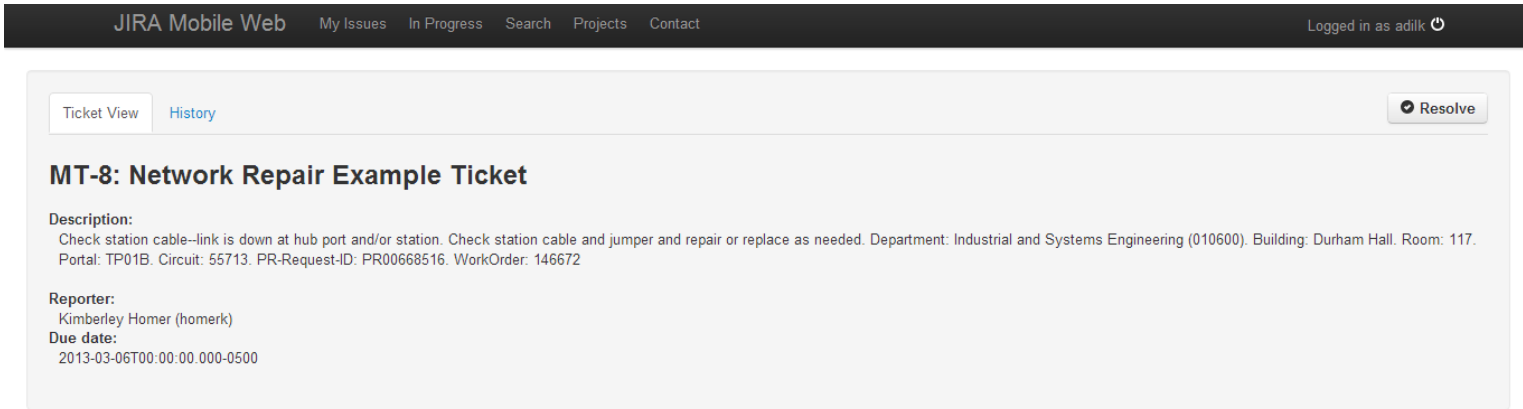 JIRA Mobile Web My Issues In Progress Search Projects Contact Logged in as adilk
Ticket View History Resolve
MT-8: Network Repair Example Ticket
Description:
Check station cable--link is down at hub port and/or station. Check station cable and jumper and repair or replace as needed. Department: Industrial and Systems Engineering (010600). Building: Durham Hall. Room: 117.
Portal: TP01B. Circuit: 55713. PR-Request-ID: PR00668516. WorkOrder: 146672
Reporter:
Kimberley Homer (homerk)
Due date:
2013-03-06T00:00:00.000-0500